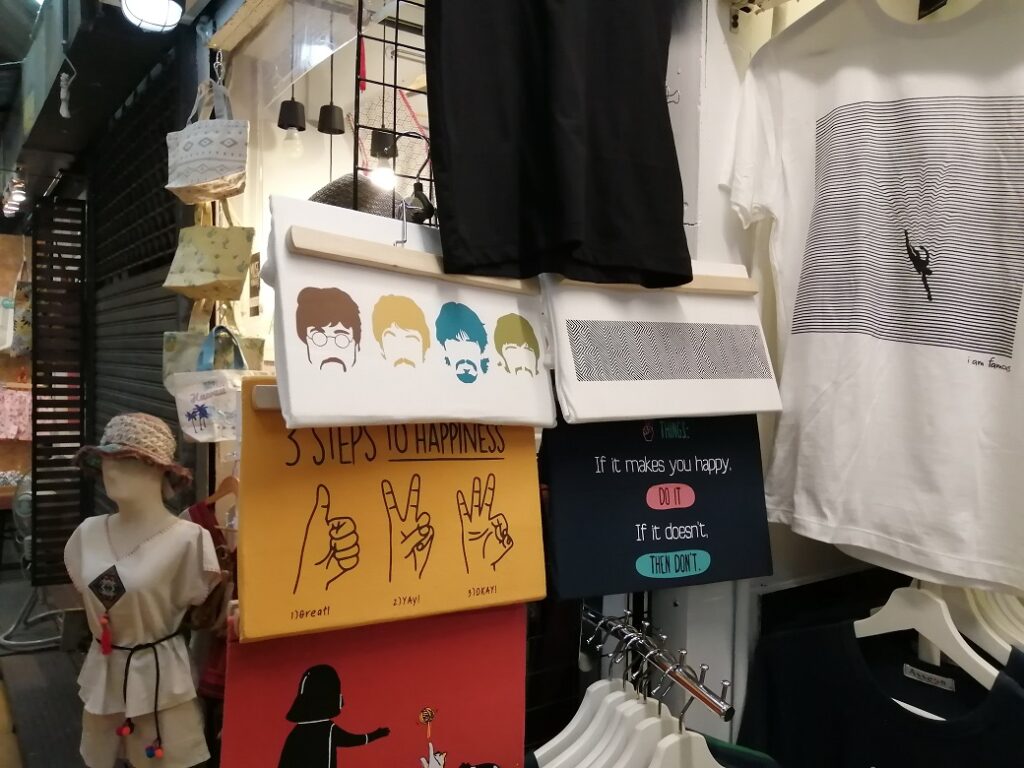 3 STEPS TO HAPPINESS
1)Great!
2)YAy!
3)OKAY!
THINGS:
If it makes you happy,
DO IT
If it doesn't,
THEN DON'T.
i am famous